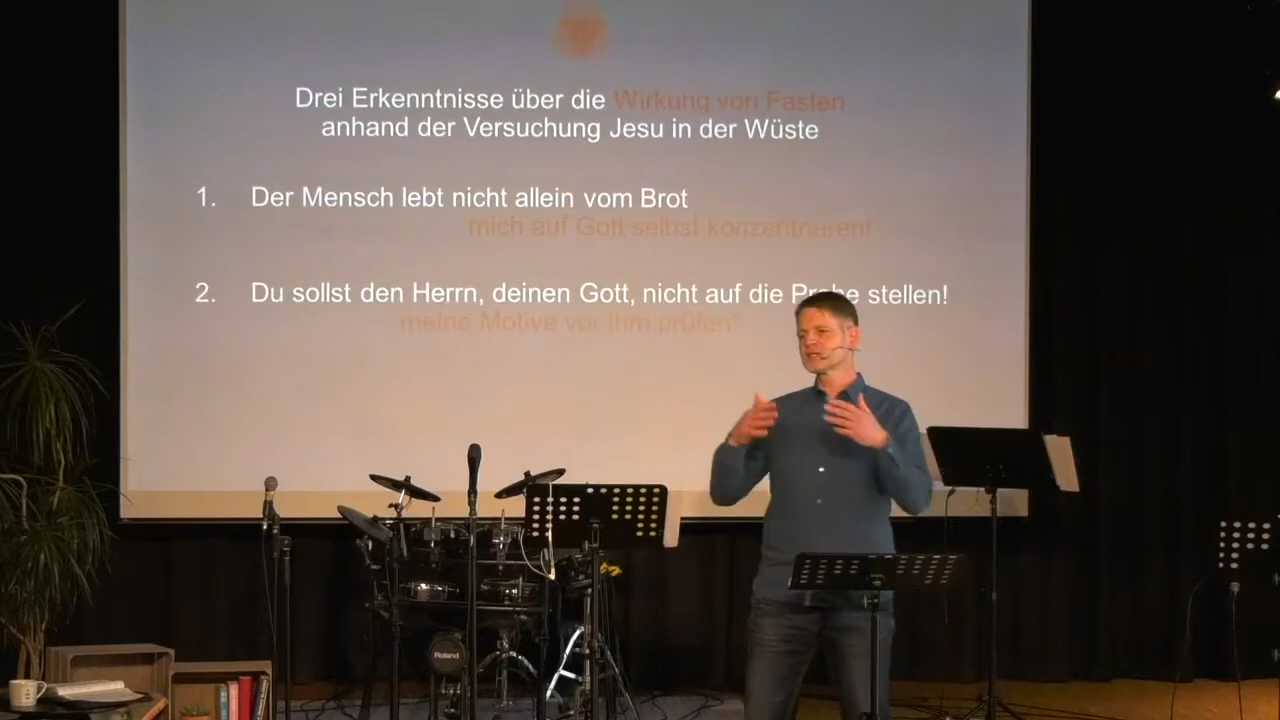 Drei Erkenntnisse über die Wirkung von Fasten
anhand der Versuchung Jesu in der Wüste
1. Der Mensch lebt nicht allein vom Brot
mich auf Gott selbst konzentrieren!
2. Du sollst den Herrn, deinen Gott, nicht auf die Probe stellen!
meine Motive vor ihm prüfen!
Roland